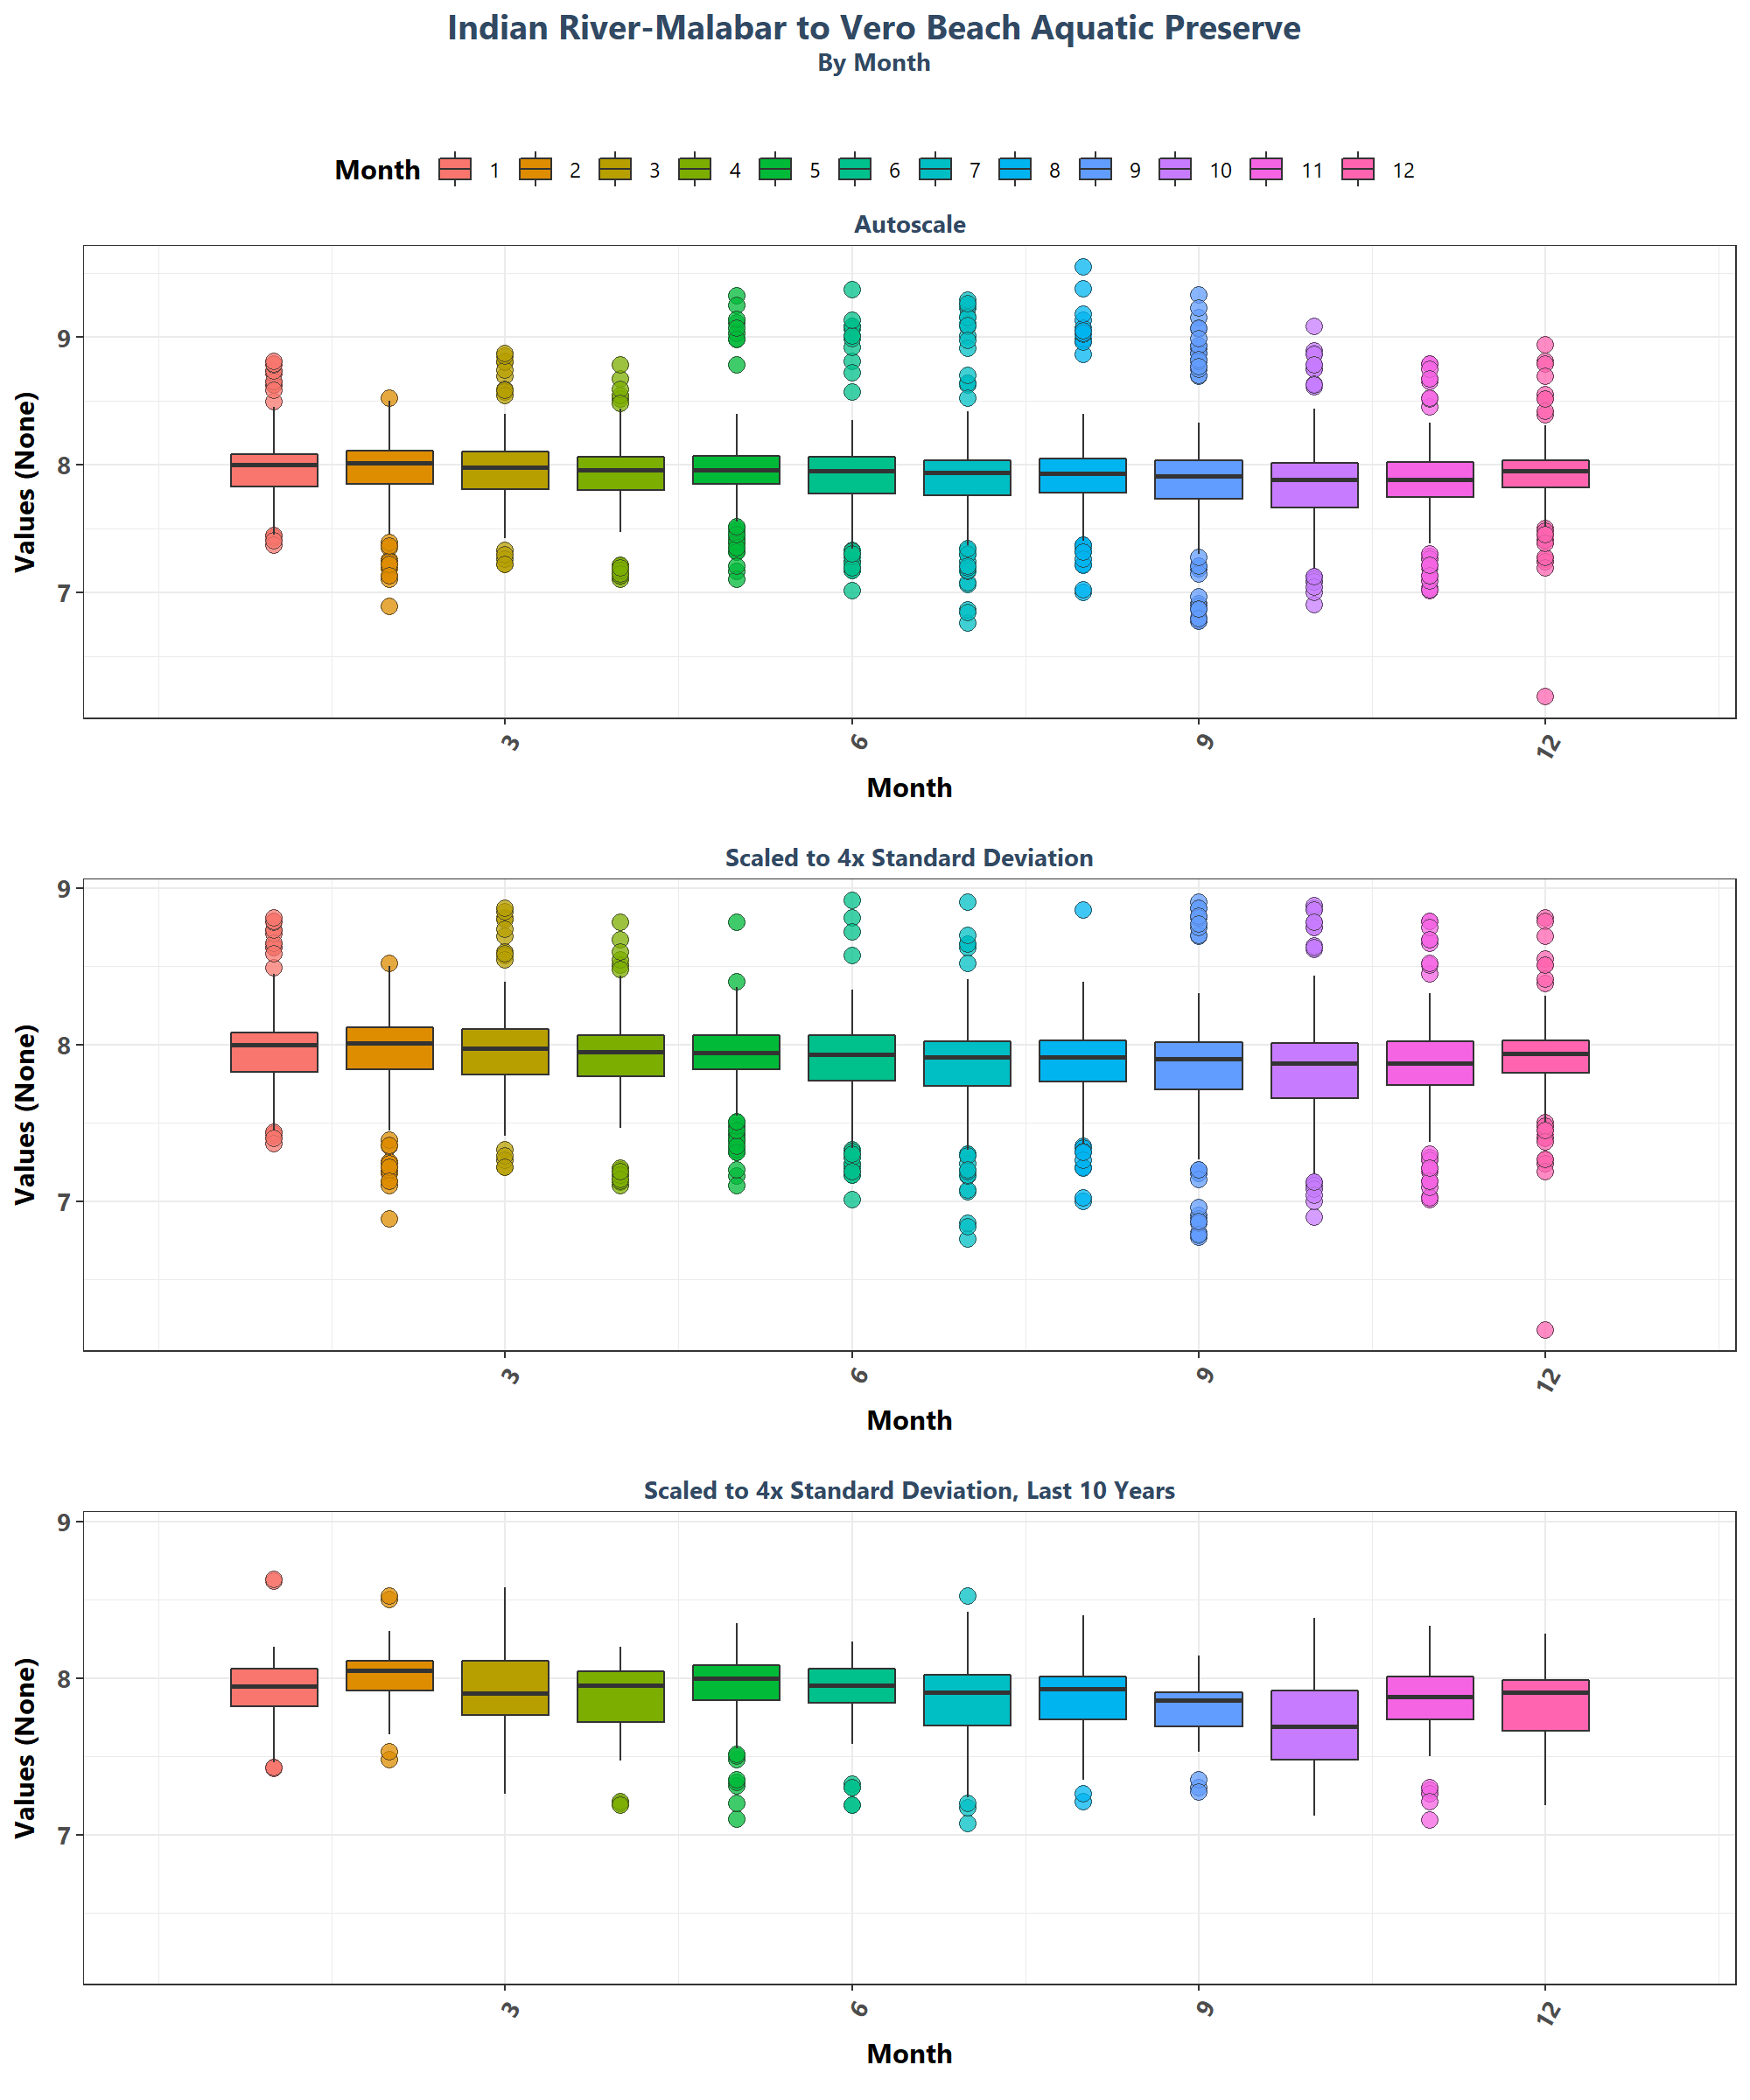 Indian River-Malabar to Vero Beach Aquatic Preserve
By Month
Month 1 2 3 4 5 6 7 8 9 10 11 12
Autoscale
Values (None)
9
8
7
3 6 9 12
Month
Scaled to 4x Standard Deviation
Values (None)
9
8
7
3 6 9 12
Month
Scaled to 4x Standard Deviation, Last 10 Years
Values (None)
9
8
7
3 6 9 12
Month